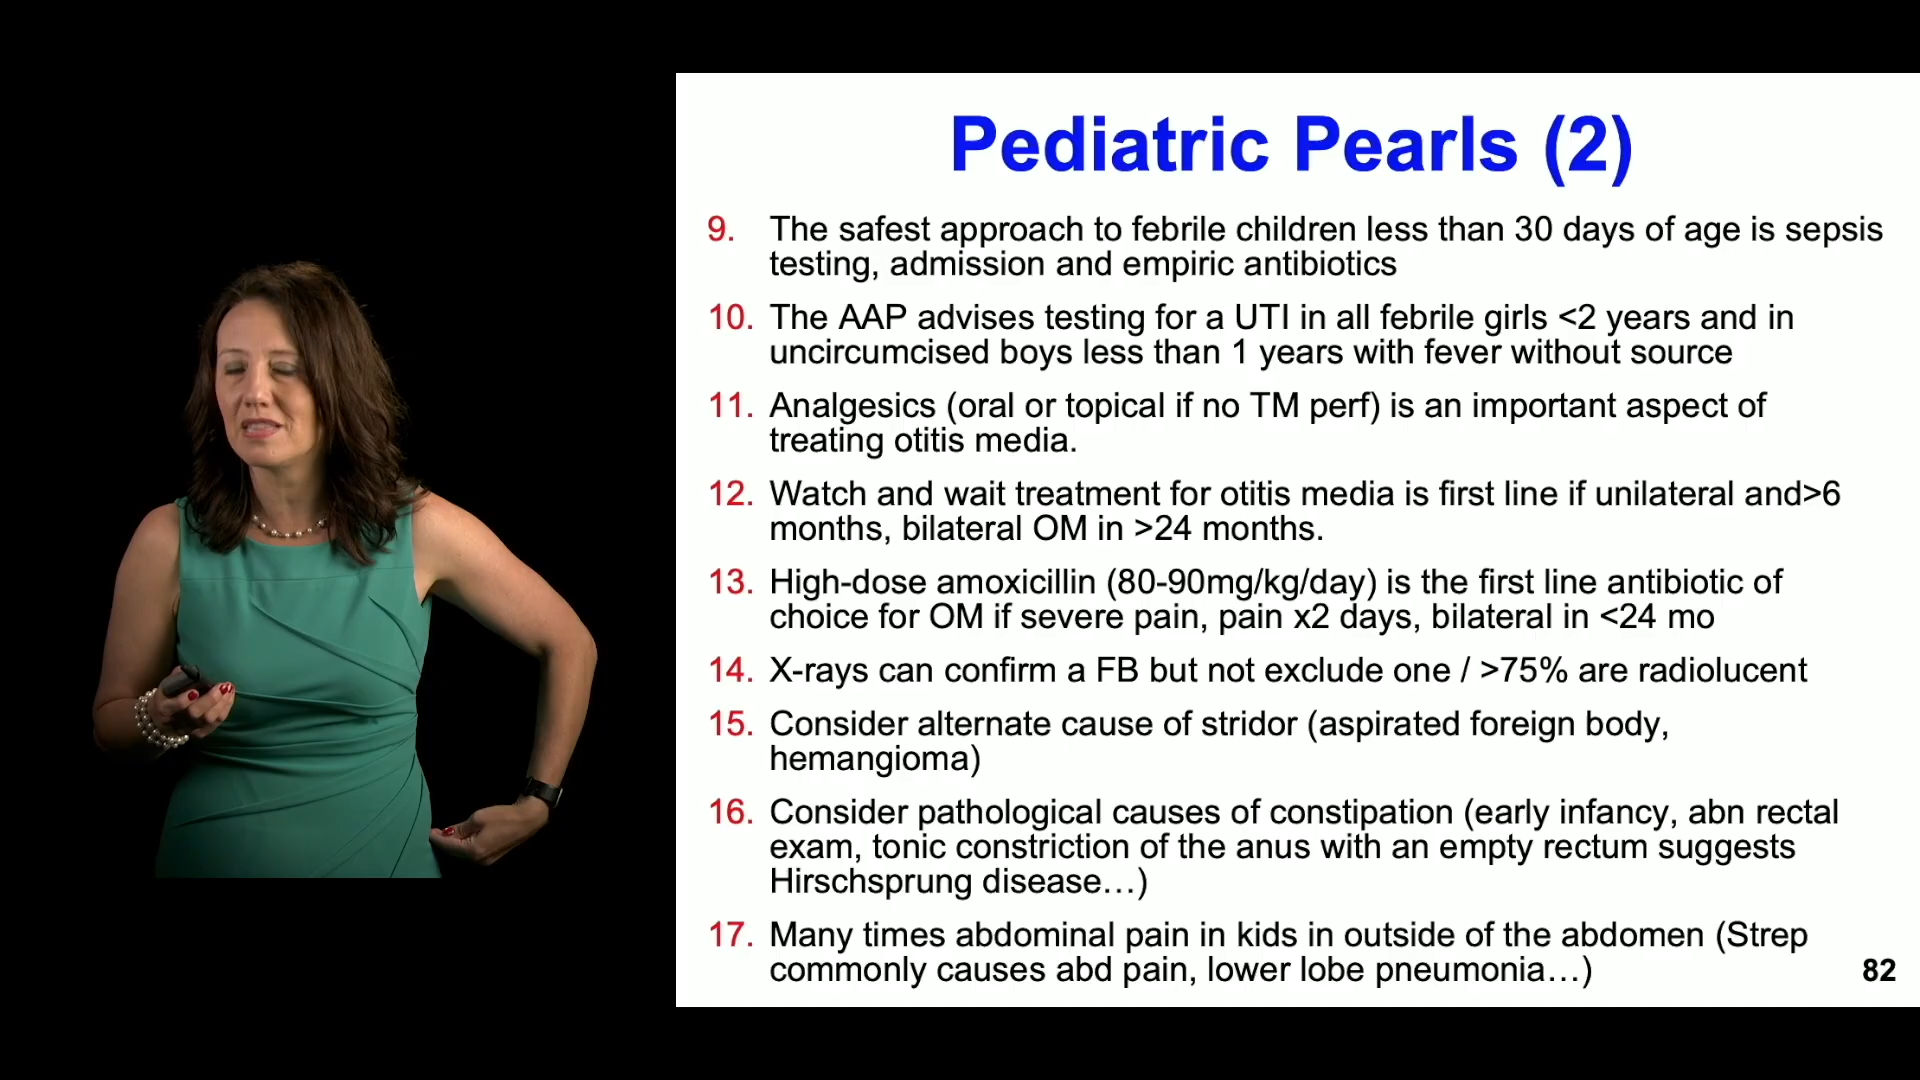 Pediatric Pearls (2)
9. The safest approach to febrile children less than 30 days of age is sepsis
testing, admission and empiric antibiotics
10. The AAP advises testing for a UTI in all febrile girls <2 years and in
uncircumcised boys less than 1 years with fever without source
11. Analgesics (oral or topical if no TM perf) is an important aspect of
treating otitis media.
12. Watch and wait treatment for otitis media is first line if unilateral and>6
months, bilateral OM in >24 months.
13. High-dose amoxicillin (80-90mg/kg/day) is the first line antibiotic of
choice for OM if severe pain, pain x2 days, bilateral in <24 mo
14. X-rays can confirm a FB but not exclude one / >75% are radiolucent
15. Consider alternate cause of stridor (aspirated foreign body,
hemangioma)
16. Consider pathological causes of constipation (early infancy, abn rectal
exam, tonic constriction of the anus with an empty rectum suggests
Hirschsprung disease…)
17. Many times abdominal pain in kids in outside of the abdomen (Strep
commonly causes abd pain, lower lobe pneumonia…)
82